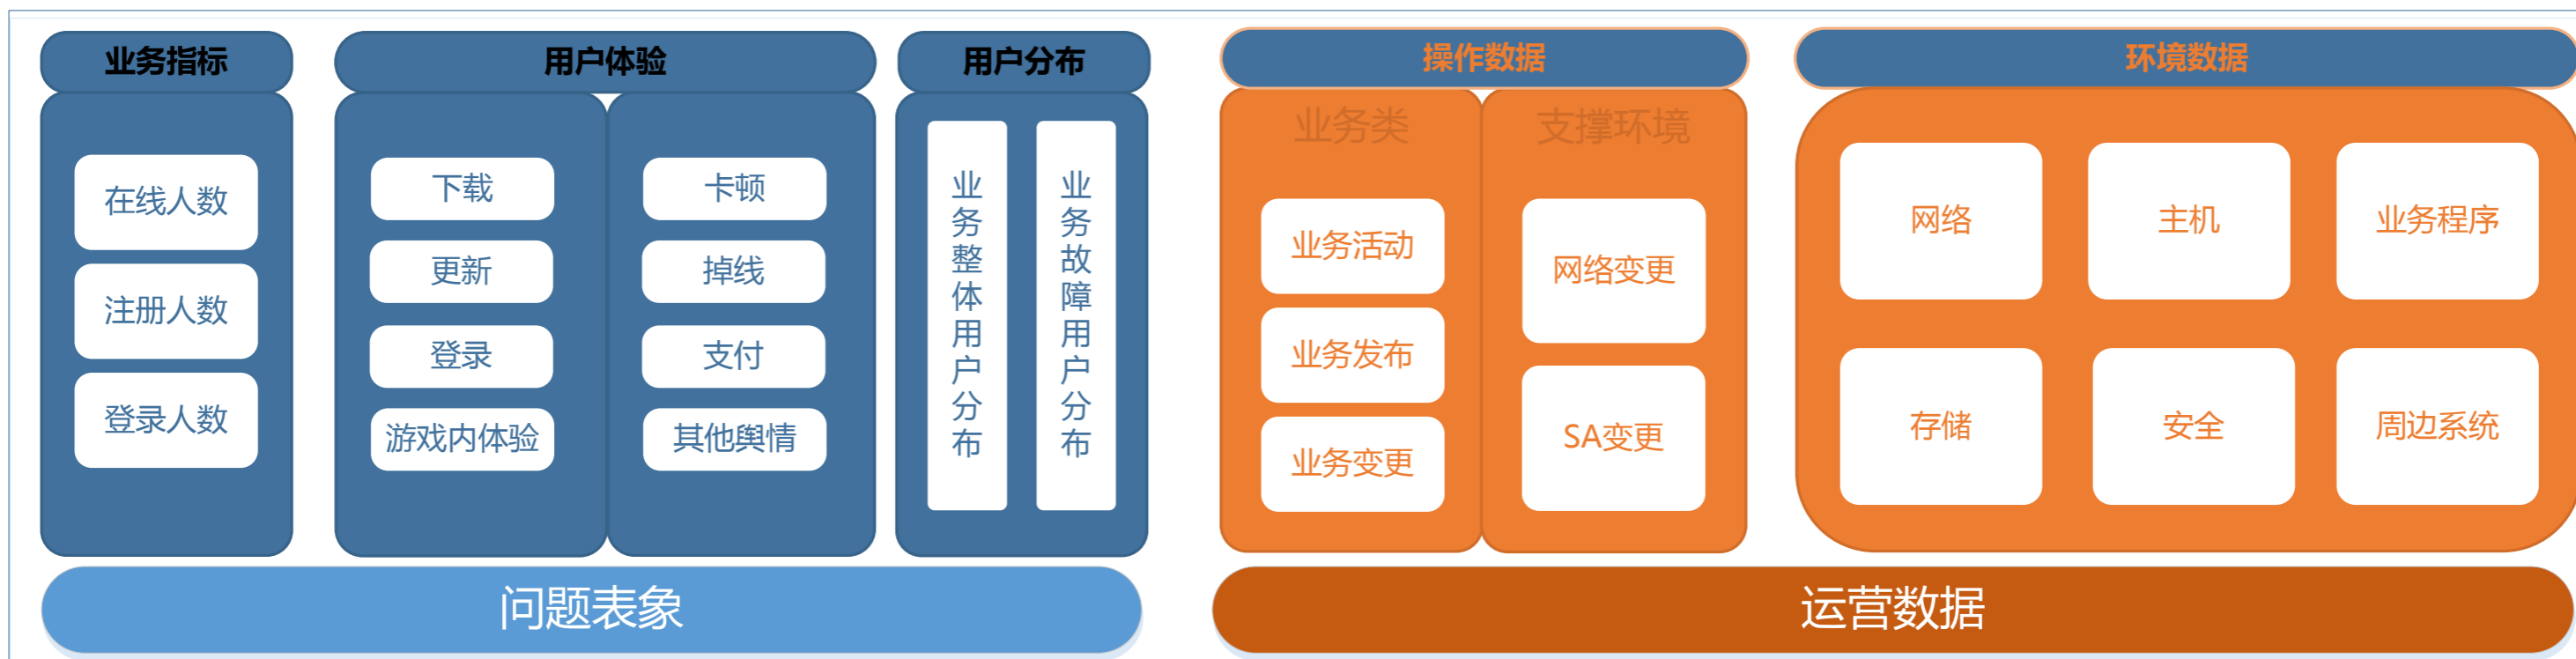 业务指标
在线人数
注册人数
登录人数
用户体验
下载
更新
登录
游戏内体验
卡顿
掉线
支付
其他舆情
用户分布
业务整体用户分布
业务故障用户分布
问题表象
操作数据
业务类
业务活动
业务发布
业务变更
支撑环境
网络变更
SA变更
环境数据
网络
主机
业务程序
存储
安全
周边系统
运营数据